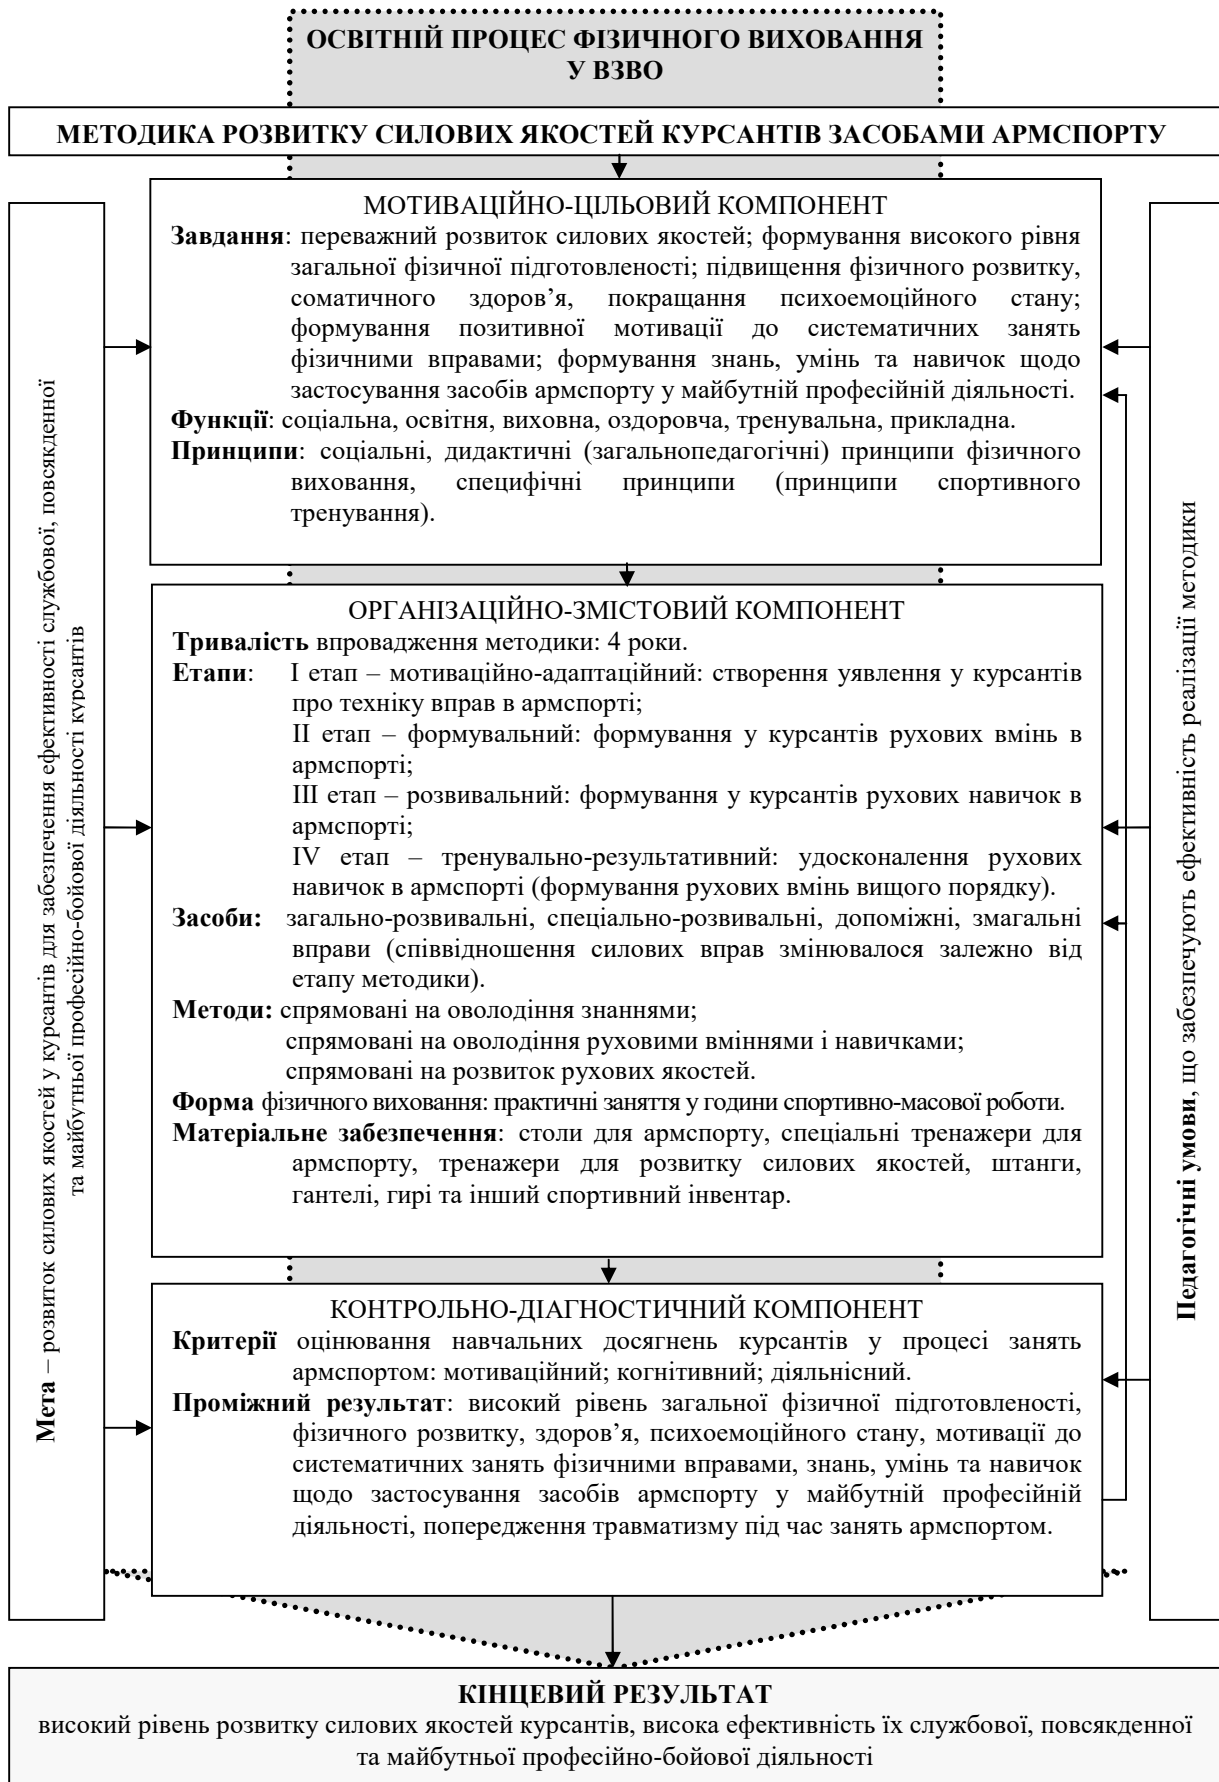 ОСВІТНІЙ ПРОЦЕС ФІЗИЧНОГО ВИХОВАННЯ
У ВЗВО
МЕТОДИКА РОЗВИТКУ СИЛОВИХ ЯКОСТЕЙ КУРСАНТІВ ЗАСОБАМИ АРМСПОРТУ
Мета – розвиток силових якостей у курсантів для забезпечення ефективності службової, повсякденної
та майбутньої професійно-бойової діяльності курсантів
МОТИВАЦІЙНО-ЦІЛЬОВИЙ КОМПОНЕНТ
Завдання: переважний розвиток силових якостей; формування високого рівня
загальної фізичної підготовленості; підвищення фізичного розвитку,
соматичного здоров’я, покращання психоемоційного стану;
формування позитивної мотивації до систематичних занять
фізичними вправами; формування знань, умінь та навичок щодо
застосування засобів армспорту у майбутній професійній діяльності.
Функції: соціальна, освітня, виховна, оздоровча, тренувальна, прикладна.
Принципи: соціальні, дидактичні (загальнопедагогічні) принципи фізичного
виховання, специфічні принципи (принципи спортивного
тренування).
ОРГАНІЗАЦІЙНО-ЗМІСТОВИЙ КОМПОНЕНТ
Тривалість впровадження методики: 4 роки.
Етапи: І етап – мотиваційно-адаптаційний: створення уявлення у курсантів
про техніку вправ в армспорті;
ІІ етап – формувальний: формування у курсантів рухових вмінь в
армспорті;
ІІІ етап – розвивальний: формування у курсантів рухових навичок в
армспорті;
IV етап – тренувально-результативний: удосконалення рухових
навичок в армспорті (формування рухових вмінь вищого порядку).
Засоби: загально-розвивальні, спеціально-розвивальні, допоміжні, змагальні
вправи (співвідношення силових вправ змінювалося залежно від
етапу методики).
Методи: спрямовані на оволодіння знаннями;
спрямовані на оволодіння руховими вміннями і навичками;
спрямовані на розвиток рухових якостей.
Форма фізичного виховання: практичні заняття у години спортивно-масової роботи.
Матеріальне забезпечення: столи для армспорту, спеціальні тренажери для
армспорту, тренажери для розвитку силових якостей, штанги,
гантелі, гирі та інший спортивний інвентар.
КОНТРОЛЬНО-ДІАГНОСТИЧНИЙ КОМПОНЕНТ
Критерії оцінювання навчальних досягнень курсантів у процесі занять
армспортом: мотиваційний; когнітивний; діяльнісний.
Проміжний результат: високий рівень загальної фізичної підготовленості,
фізичного розвитку, здоров’я, психоемоційного стану, мотивації до
систематичних занять фізичними вправами, знань, умінь та навичок
щодо застосування засобів армспорту у майбутній професійній
діяльності, попередження травматизму під час занять армспортом.
Педагогічні умови, що забезпечують ефективність реалізації методики
КІНЦЕВИЙ РЕЗУЛЬТАТ
високий рівень розвитку силових якостей курсантів, висока ефективність їх службової, повсякденної
та майбутньої професійно-бойової діяльності